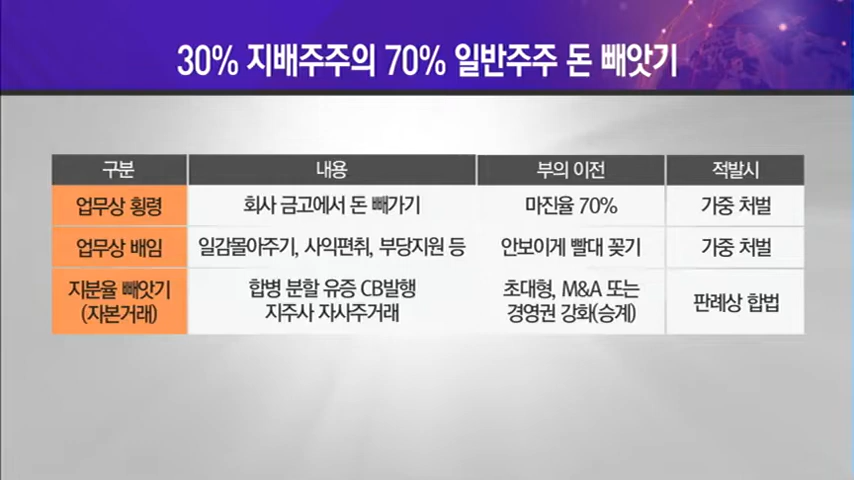 30% 지배주주의 70% 일반주주 돈 빼앗기
구분 내용 부의 이전 적발시
업무상 횡령 회사 금고에서 돈 빼가기 마진율 70% 가중 처벌
업무상 배임 일감몰아주기, 사익편취, 부당지원 등 안보이게 빨대 꽂기 가중 처벌
지분율 빼앗기 합병 분할 유증 CB발행 초대형, M&A 또는 판례상 합법
(자본거래) 지주사 자사주거래 경영권 강화(승계)